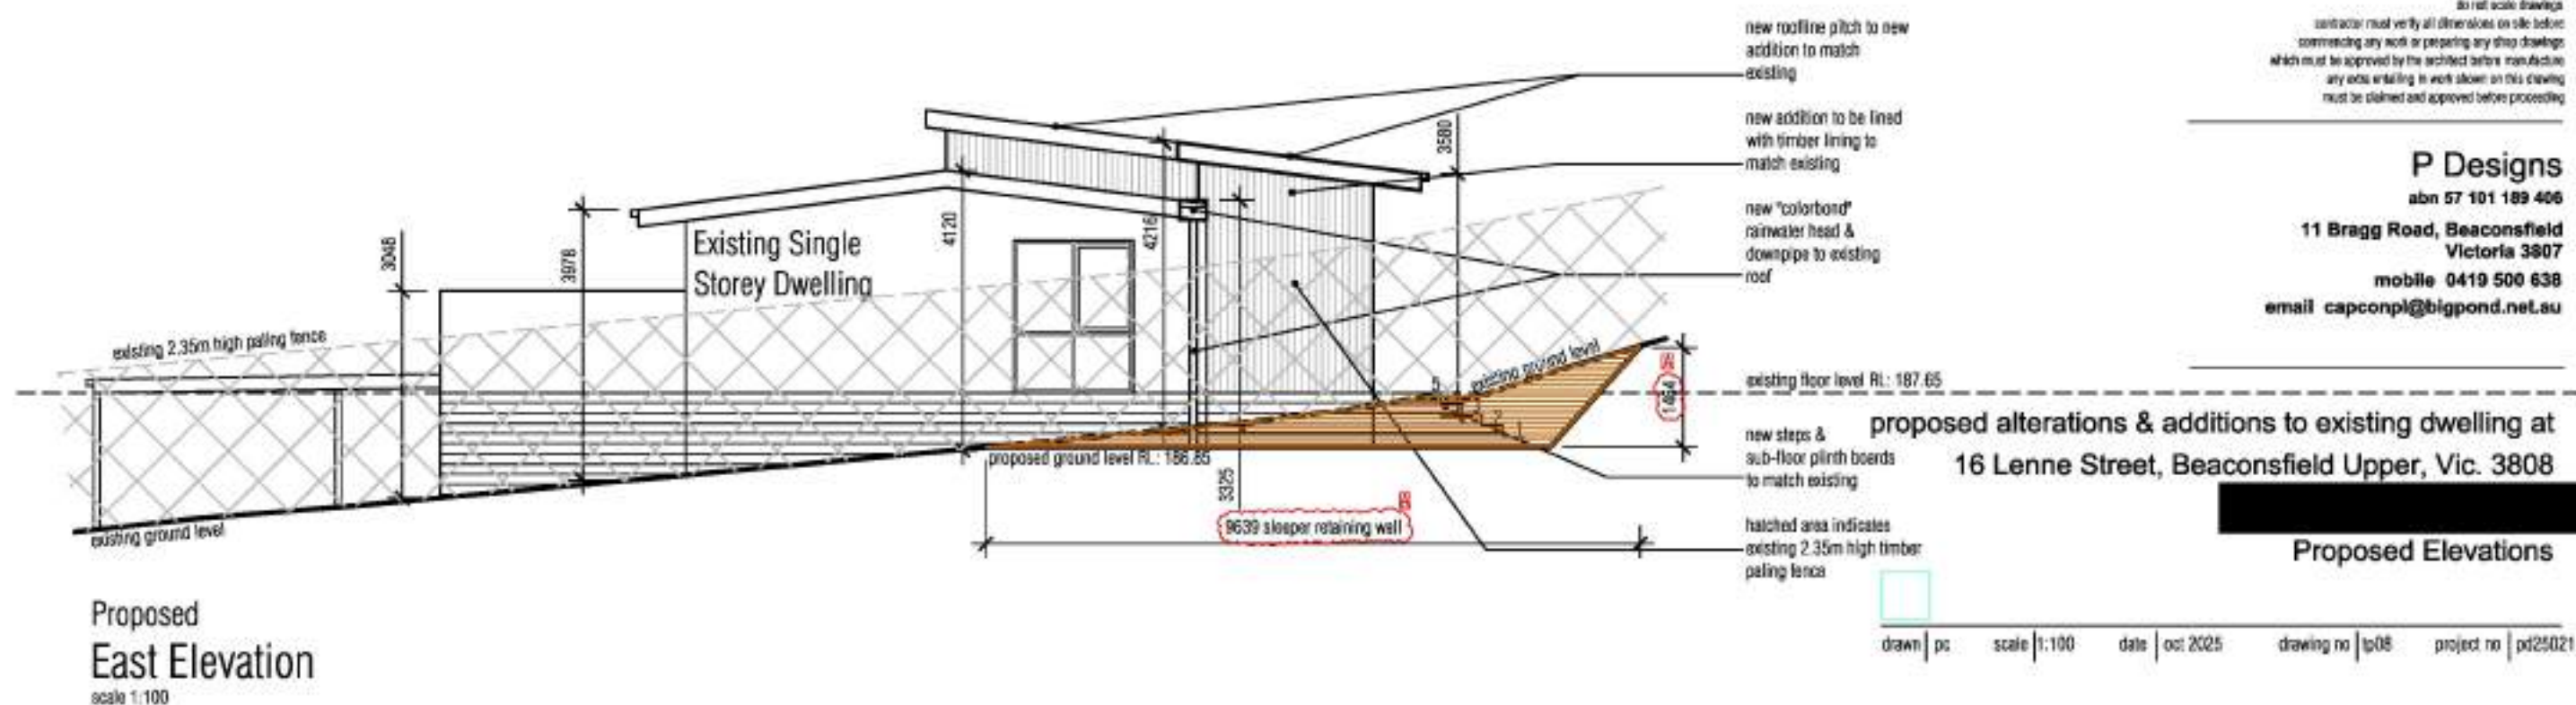 do not scale drawings
contractor must verify all dimensions on site before
commencing any work or preparing any shop drawings
which must be approved by the architect before manufacture
any extra entailing in work shown on this drawing
must be claimed and approved before proceeding
P Designs
abn 57 101 189 406
11 Bragg Road, Beaconsfield
Victoria 3807
mobile 0419 500 638
email capconpl@bigpond.net.au
proposed alterations & additions to existing dwelling at
16 Lenne Street, Beaconsfield Upper, Vic. 3808
Proposed Elevations
drawn pc scale 1:100 date oct 2025 drawing no tp08 project no pd25021
new roofline pitch to new
addition to match
existing
new addition to be lined
with timber lining to
match existing
new "colorbond"
rainwater head &
downpipe to existing
roof
existing floor level RL: 187.65
new steps &
sub-floor plinth boards
to match existing
hatched area indicates
existing 2.35m high timber
paling fence
3048
3978
4120
4216
3580
3325
1464
Existing Single
Storey Dwelling
existing 2.35m high paling fence
existing ground level
existing ground level
5
2
1
proposed ground level RL: 186.65
9639 sleeper retaining wall
Proposed
East Elevation
scale 1:100